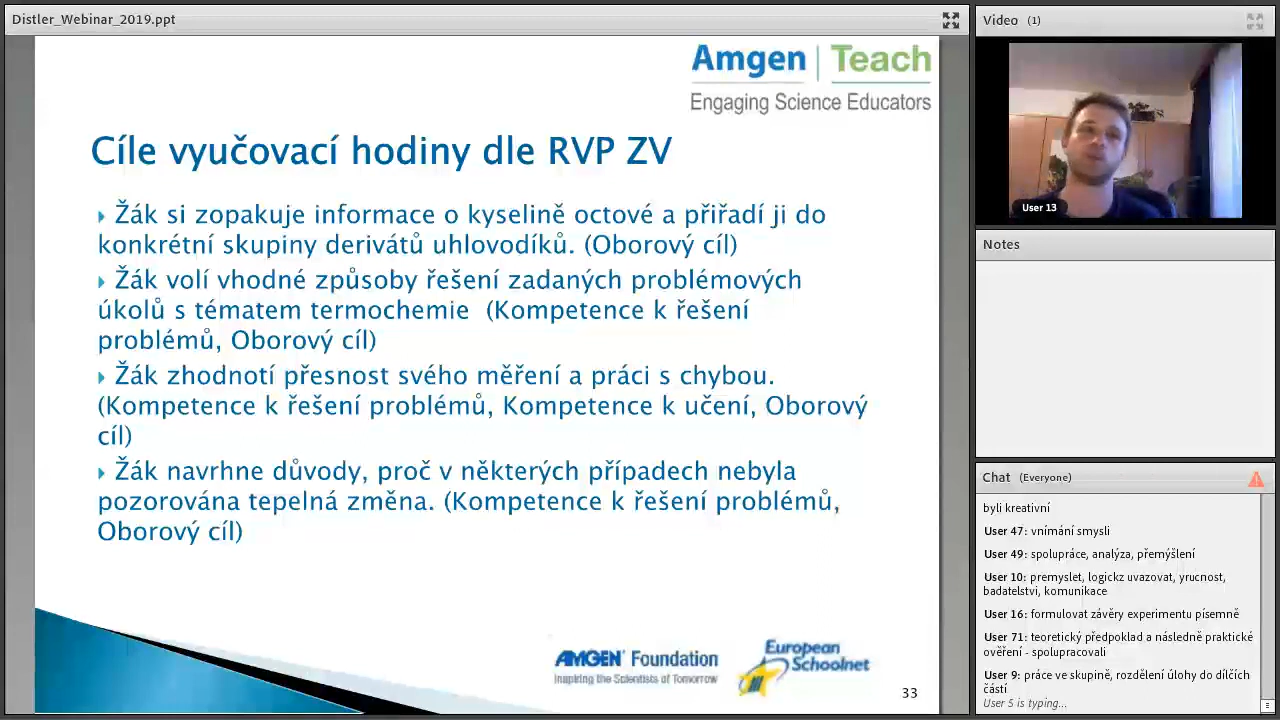 Distler_Webinar_2019.ppt
Amgen | Teach
Engaging Science Educators
Cíle vyučovací hodiny dle RVP ZV
Žák si zopakuje informace o kyselině octové a přiřadí ji do
konkrétní skupiny derivátů uhlovodíků. (Oborový cíl)
Žák volí vhodné způsoby řešení zadaných problémových
úkolů s tématem termochemie (Kompetence k řešení
problémů, Oborový cíl)
Žák zhodnotí přesnost svého měření a práci s chybou.
(Kompetence k řešení problémů, Kompetence k učení, Oborový
cíl)
Žák navrhne důvody, proč v některých případech nebyla
pozorována tepelná změna. (Kompetence k řešení problémů,
Oborový cíl)
AMGEN Foundation
Inspiring the Scientists of Tomorrow
European
Schoolnet
33
Video (1)
User 13
Notes
Chat (Everyone)
byli kreativní
User 47: vnímání smysli
User 49: spolupráce, analýza, přemýšlení
User 10: premyslet, logickz uvazovat, yrucnost,
badatelstvi, komunikace
User 16: formulovat závěry experimentu písemně
User 71: teoretický předpoklad a následně praktické
ověření - spolupracovali
User 9: práce ve skupině, rozdělení úlohy do dílčích
částí
User 5 is typing...